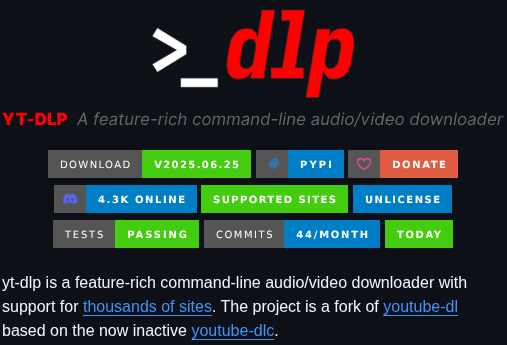 >_dlp
YT-DLP A feature-rich command-line audio/video downloader
DOWNLOAD V2025.06.25 PYPI DONATE
4.3K ONLINE SUPPORTED SITES UNLICENSE
TESTS PASSING COMMITS 44/MONTH TODAY
yt-dlp is a feature-rich command-line audio/video downloader with
support for thousands of sites. The project is a fork of youtube-dl
based on the now inactive youtube-dlc.